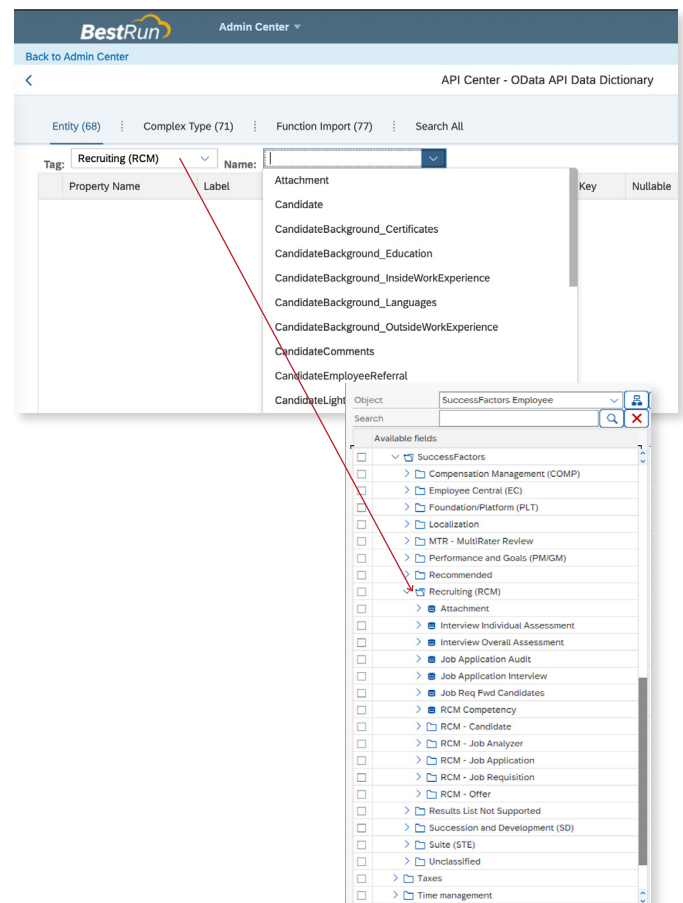 BestRun
Admin Center
Back to Admin Center
API Center - OData API Data Dictionary
Entity (68)
Complex Type (71)
Function Import (77)
Search All
Tag: Recruiting (RCM) Name:
Property Name Label Key Nullable
Attachment
Candidate
CandidateBackground_Certificates
CandidateBackground_Education
CandidateBackground_InsideWorkExperience
CandidateBackground_Languages
CandidateBackground_OutsideWorkExperience
CandidateComments
CandidateEmployeeReferral
CandidateLight
Object SuccessFactors Employee
Search
Available fields
SuccessFactors
Compensation Management (COMP)
Employee Central (EC)
Foundation/Platform (PLT)
Localization
MTR - MultiRater Review
Performance and Goals (PM/GM)
Recommended
Recruiting (RCM)
Attachment
Interview Individual Assessment
Interview Overall Assessment
Job Application Audit
Job Application Interview
Job Req Fwd Candidates
RCM Competency
RCM - Candidate
RCM - Job Analyzer
RCM - Job Application
RCM - Job Requisition
RCM - Offer
Results List Not Supported
Succession and Development (SD)
Suite (STE)
Unclassified
Taxes
Time management